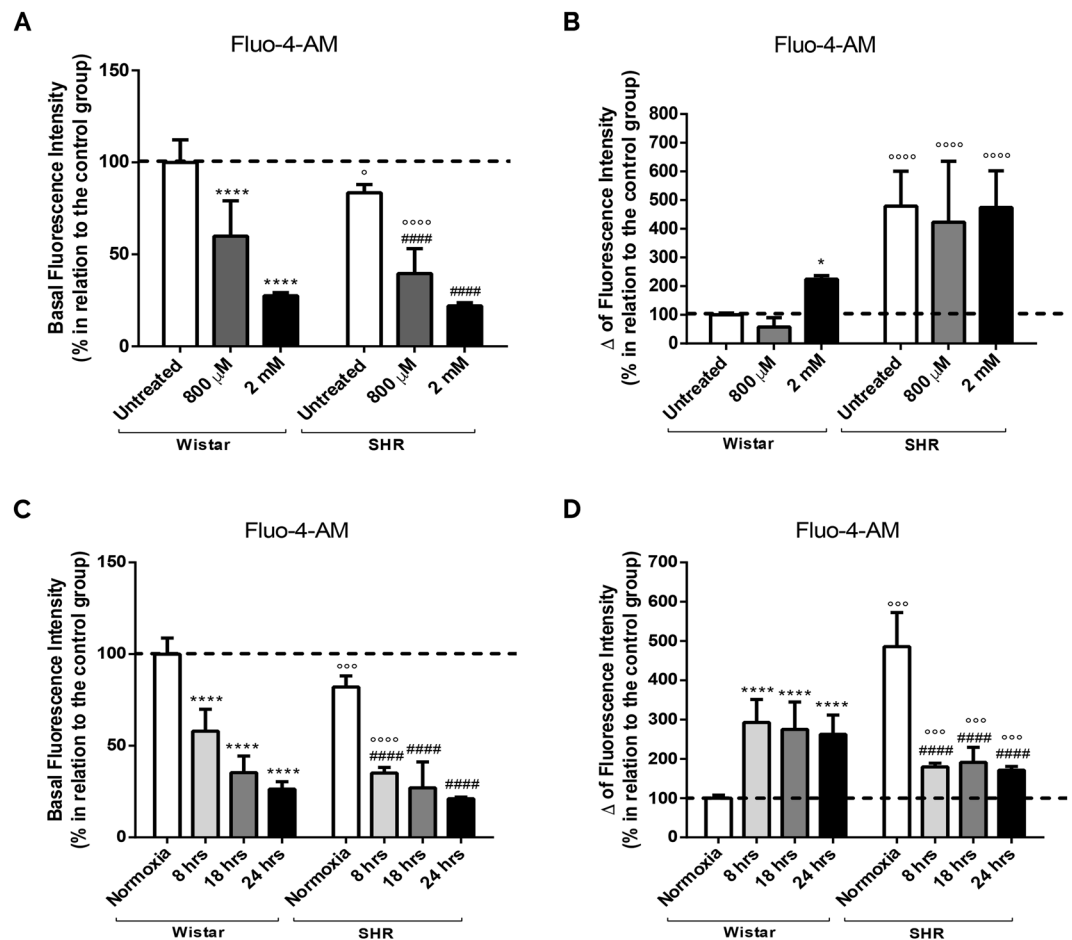 A
Fluo-4-AM
Basal Fluorescence Intensity
(% in relation to the control group)
150
100
50
0
****
****
°
°°°°
####
####
Untreated
800 μM
2 mM
Untreated
800 μM
2 mM
Wistar
SHR
B
Fluo-4-AM
Δ of Fluorescence Intensity
(% in relation to the control group)
800
700
600
500
400
300
200
100
0
*
°°°°
°°°°
°°°°
Untreated
800 μM
2 mM
Untreated
800 μM
2 mM
Wistar
SHR
C
Fluo-4-AM
Basal Fluorescence Intensity
(% in relation to the control group)
150
100
50
0
****
****
****
°°°
°°°°
####
####
####
Normoxia
8 hrs
18 hrs
24 hrs
Normoxia
8 hrs
18 hrs
24 hrs
Wistar
SHR
D
Fluo-4-AM
Δ of Fluorescence Intensity
(% in relation to the control group)
700
600
500
400
300
200
100
0
****
****
****
°°°
°°°
####
°°°
####
°°°
####
Normoxia
8 hrs
18 hrs
24 hrs
Normoxia
8 hrs
18 hrs
24 hrs
Wistar
SHR